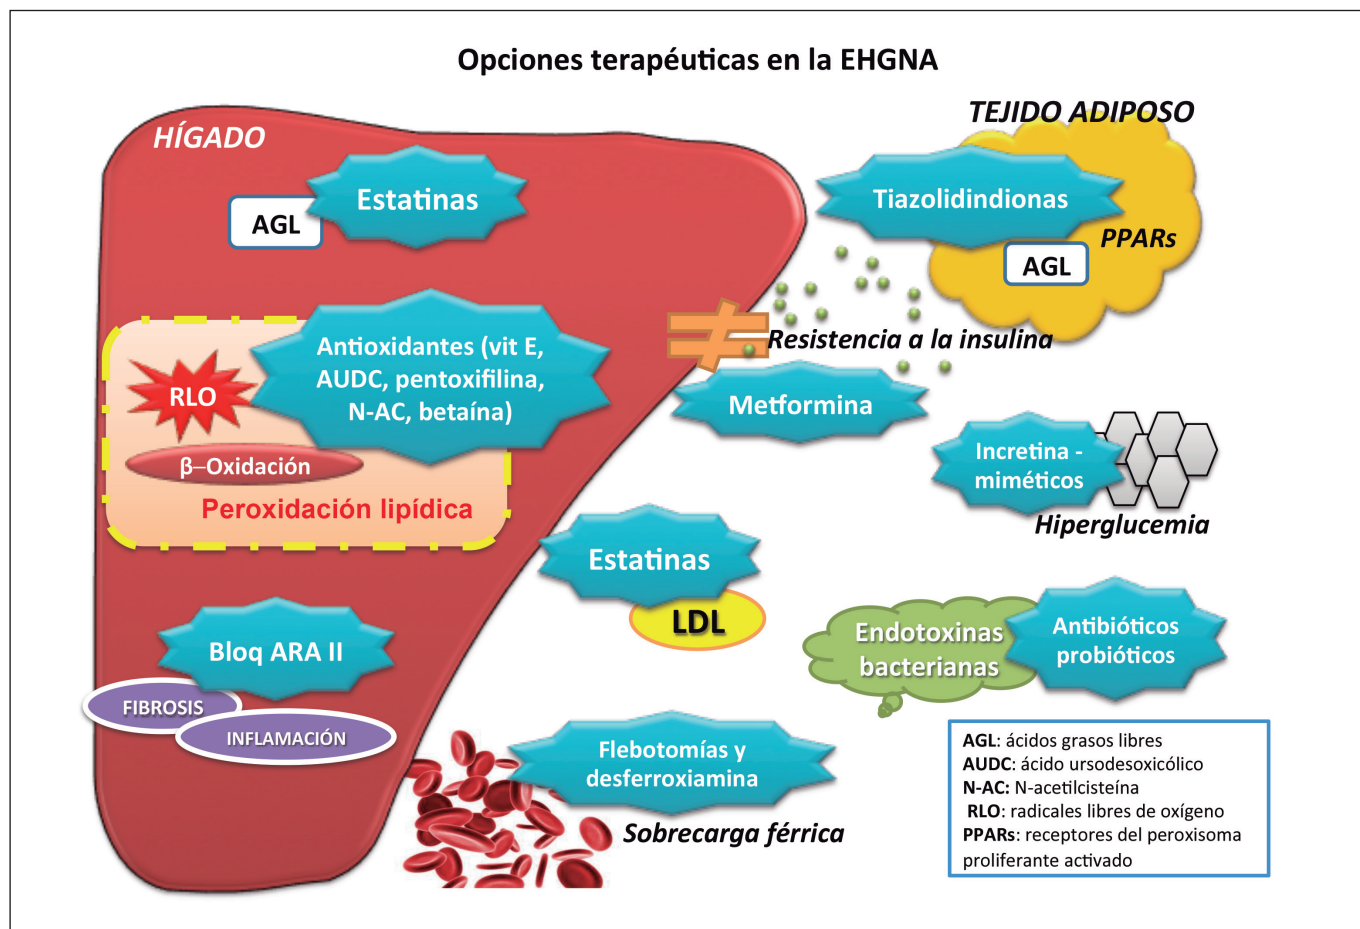 Opciones terapéuticas en la EHGNA
HÍGADO
TEJIDO ADIPOSO
Estatinas
AGL
Tiazolidindionas
PPARs
AGL
Antioxidantes (vit E,
AUDC, pentoxifilina,
N-AC, betaína)
RLO
β–Oxidación
Peroxidación lipídica
Resistencia a la insulina
Metformina
Incretina -
miméticos
Hiperglucemia
Estatinas
LDL
Endotoxinas
bacterianas
Antibióticos
probióticos
Bloq ARA II
FIBROSIS
INFLAMACIÓN
Flebotomías y
desferroxiamina
Sobrecarga férrica
AGL: ácidos grasos libres
AUDC: ácido ursodesoxicólico
N-AC: N-acetilcisteína
RLO: radicales libres de oxígeno
PPARs: receptores del peroxisoma
proliferante activado